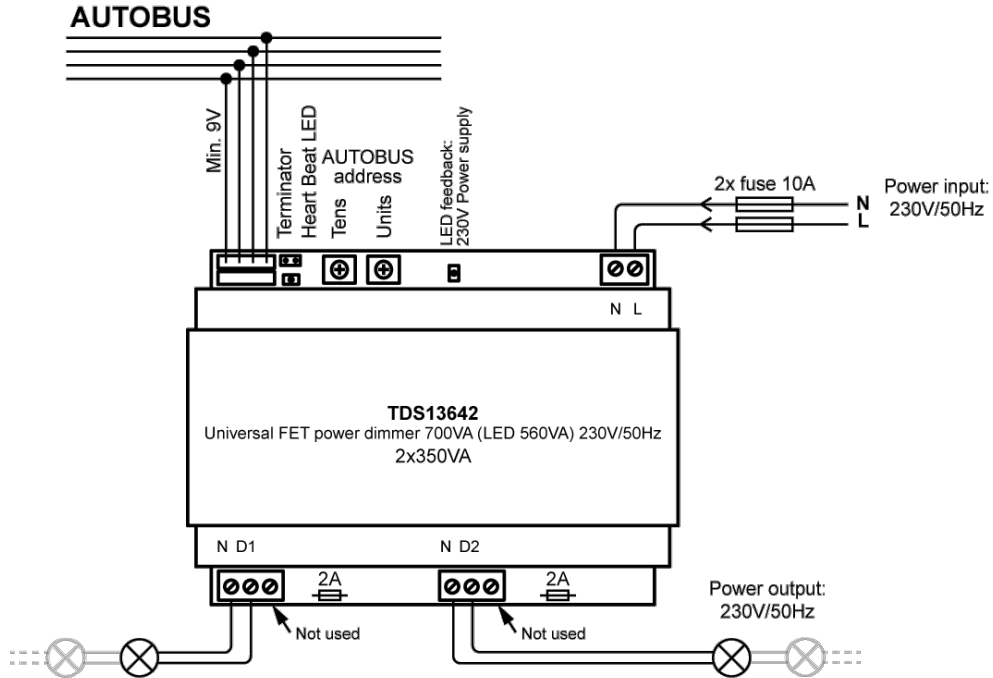 AUTOBUS
Min. 9V
Terminator
Heart Beat LED
AUTOBUS
address
Tens
Units
LED feedback:
230V Power supply
2x fuse 10A
N
L
Power input:
230V/50Hz
N L
TDS13642
Universal FET power dimmer 700VA (LED 560VA) 230V/50Hz
2x350VA
N D1
N D2
2A
2A
Not used
Not used
Power output:
230V/50Hz